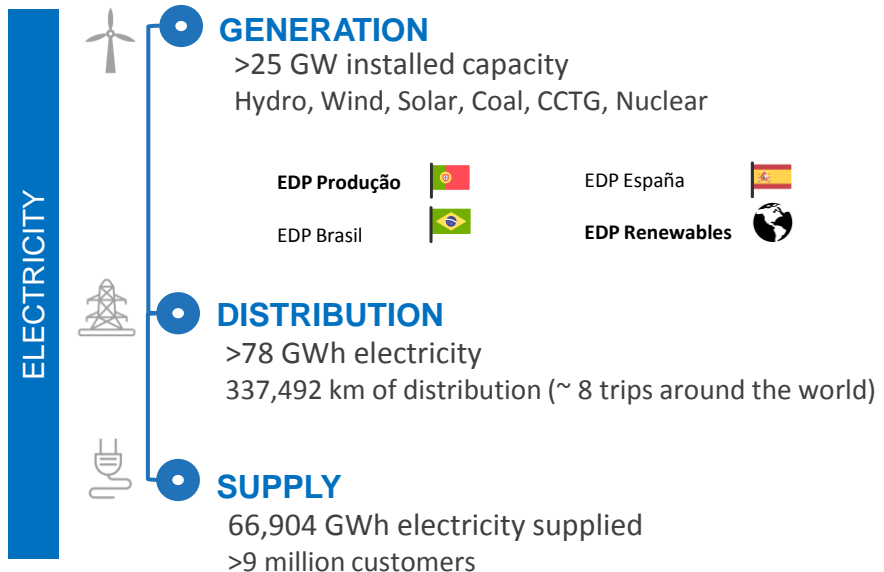 ELECTRICITY
GENERATION
>25 GW installed capacity
Hydro, Wind, Solar, Coal, CCTG, Nuclear
EDP Produção
EDP España
EDP Brasil
EDP Renewables
DISTRIBUTION
>78 GWh electricity
337,492 km of distribution (~ 8 trips around the world)
SUPPLY
66,904 GWh electricity supplied
>9 million customers